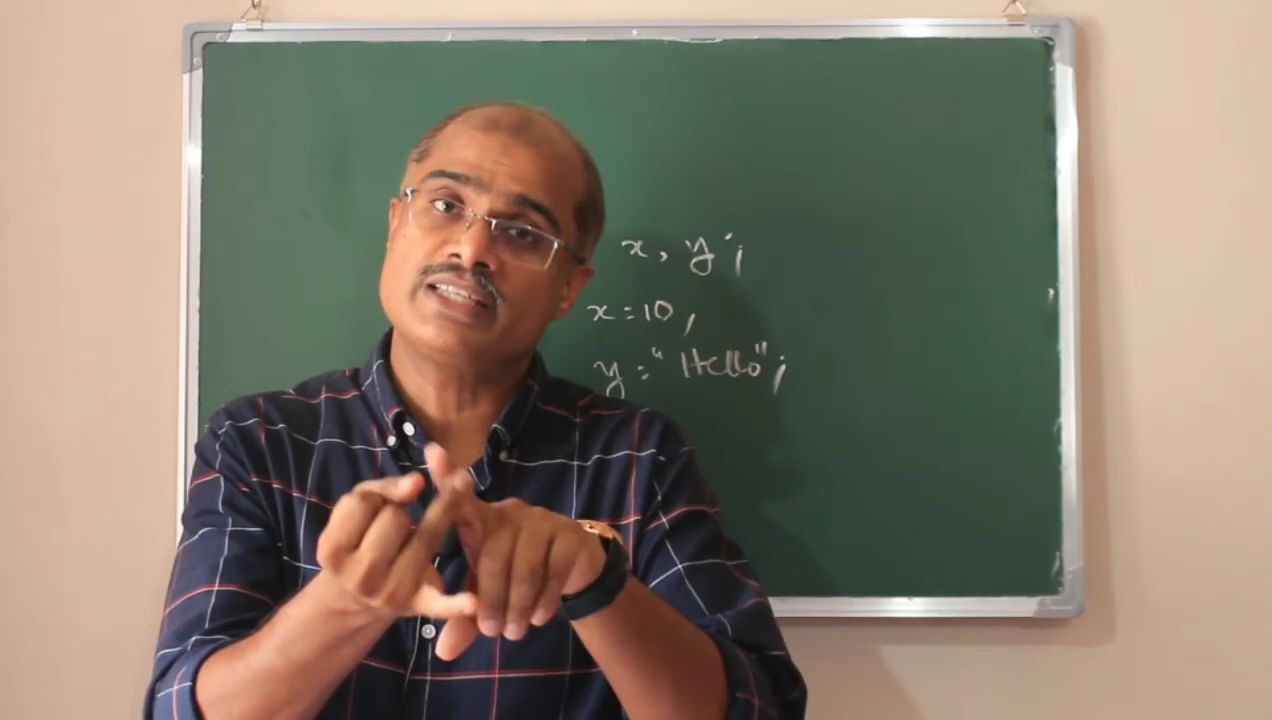 x, y;
x = 10,
y = "Hello";